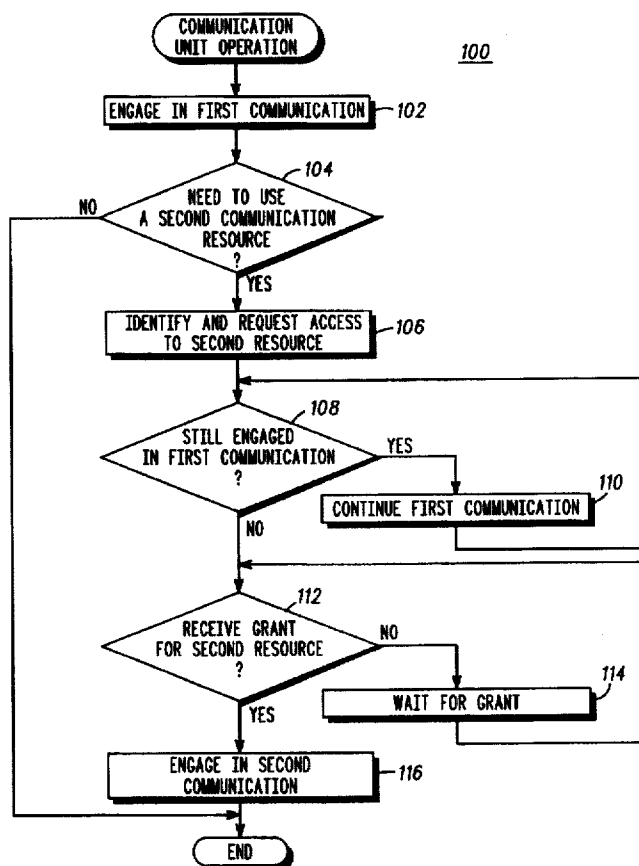 COMMUNICATION
UNIT OPERATION
100
ENGAGE IN FIRST COMMUNICATION
102
104
NEED TO USE
A SECOND COMMUNICATION
RESOURCE
?
NO
YES
IDENTIFY AND REQUEST ACCESS
TO SECOND RESOURCE
106
108
STILL ENGAGED
IN FIRST COMMUNICATION
?
YES
110
CONTINUE FIRST COMMUNICATION
NO
112
RECEIVE GRANT
FOR SECOND RESOURCE
?
NO
114
WAIT FOR GRANT
YES
ENGAGE IN SECOND
COMMUNICATION
116
END